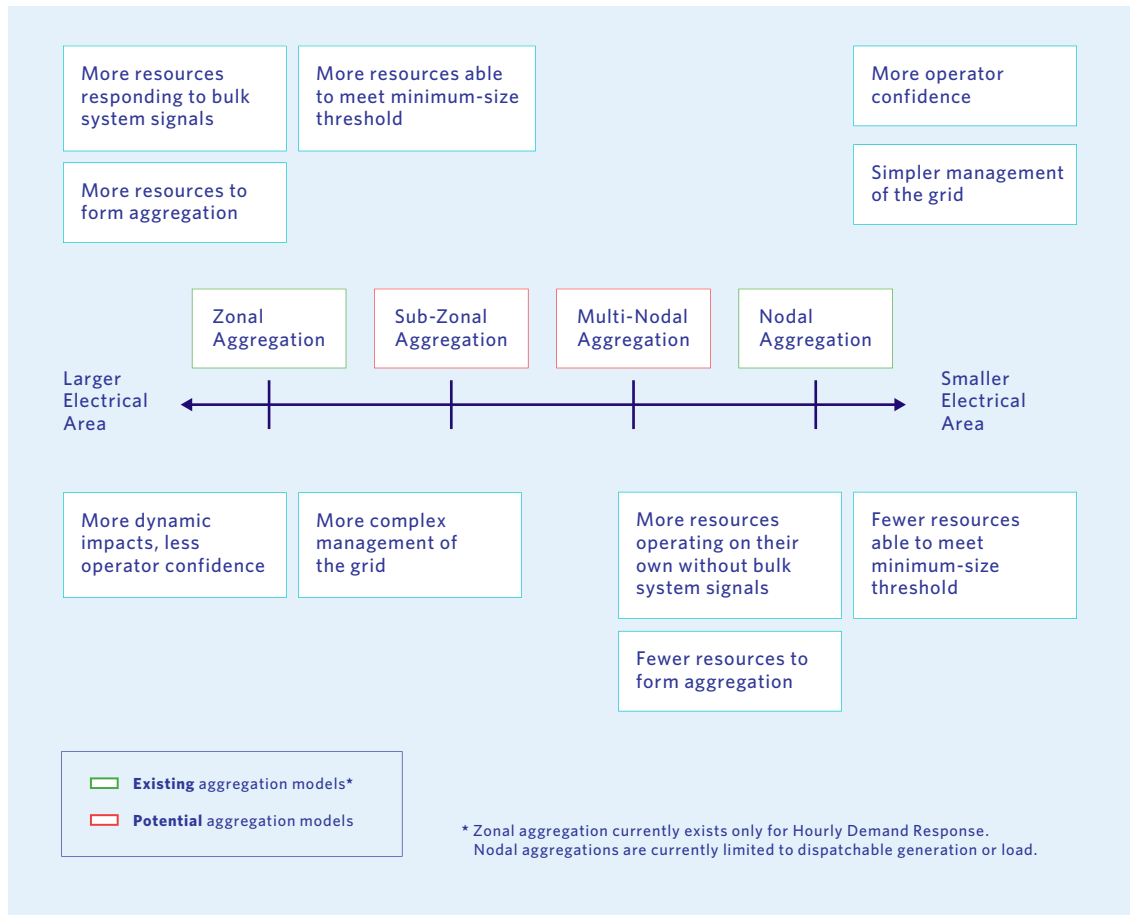 More resources
responding to bulk
system signals
More resources able
to meet minimum-size
threshold
More operator
confidence
Simpler management
of the grid
More resources to
form aggregation
Zonal
Aggregation
Sub-Zonal
Aggregation
Multi-Nodal
Aggregation
Nodal
Aggregation
Larger
Electrical
Area
Smaller
Electrical
Area
More dynamic
impacts, less
operator confidence
More complex
management of
the grid
More resources
operating on their
own without bulk
system signals
Fewer resources
able to meet
minimum-size
threshold
Fewer resources to
form aggregation
Existing aggregation models*
Potential aggregation models
* Zonal aggregation currently exists only for Hourly Demand Response.
Nodal aggregations are currently limited to dispatchable generation or load.